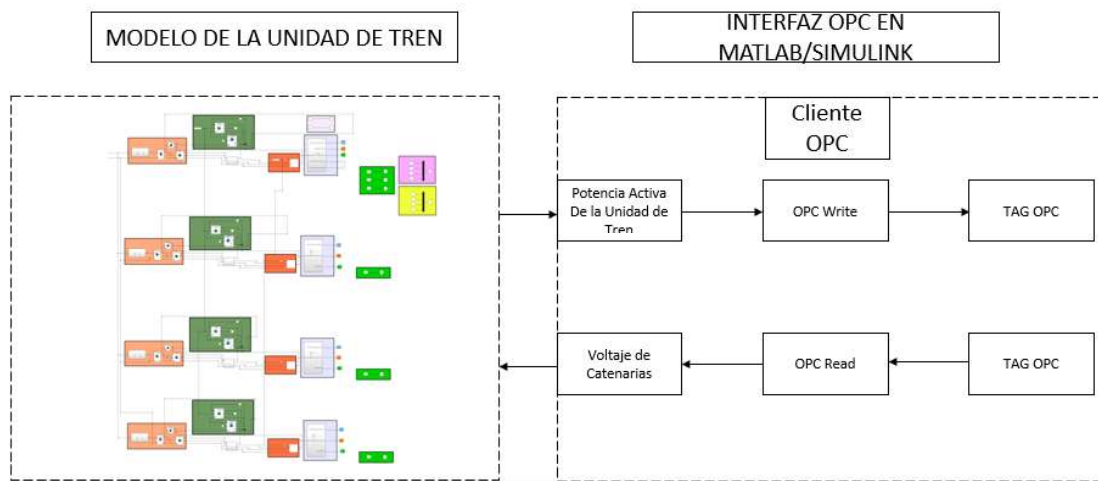 MODELO DE LA UNIDAD DE TREN
INTERFAZ OPC EN
MATLAB/SIMULINK
Cliente
OPC
Potencia Activa
De la Unidad de
Tren
OPC Write
TAG OPC
Voltaje de
Catenarias
OPC Read
TAG OPC